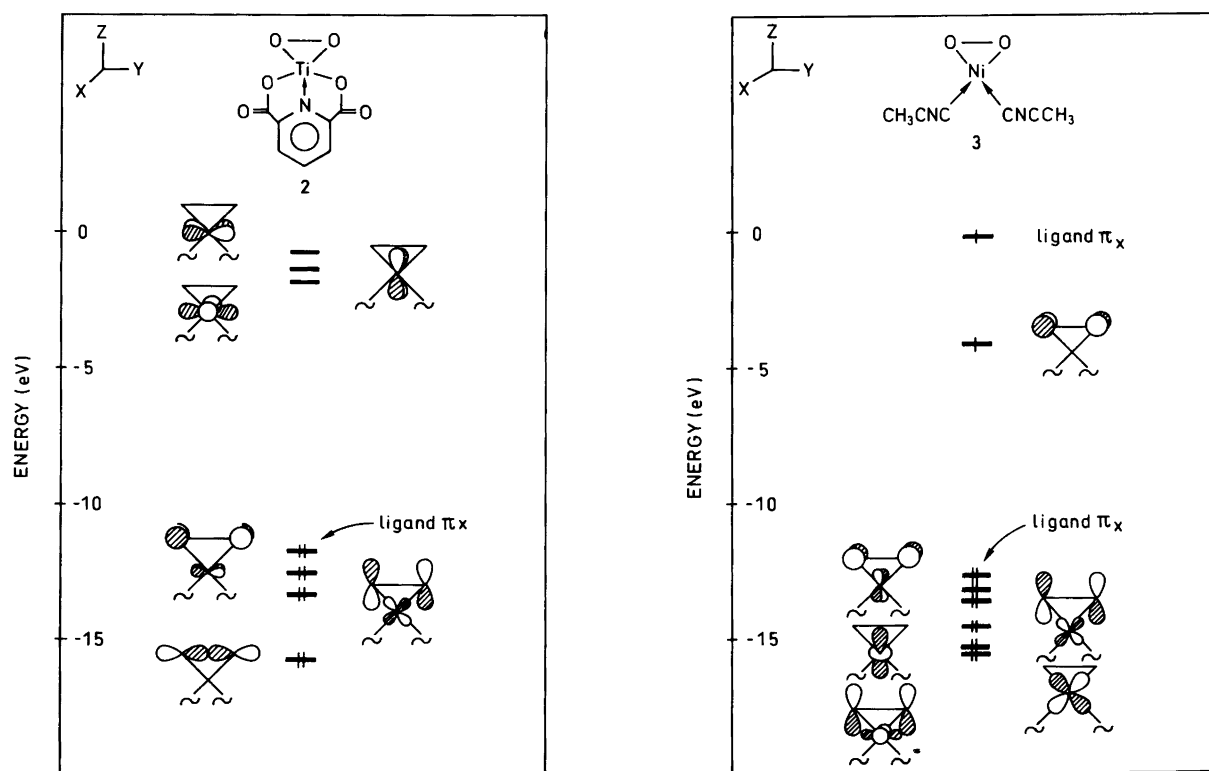 Z
Y
X
O O
Ti
O O
N
O O
2
0
-5
-10
-15
ENERGY (eV)
ligand πx
Z
Y
X
O O
Ni
CH₃CNC CNCCH₃
3
0
-5
-10
-15
ENERGY (eV)
ligand πₓ
ligand πₓ